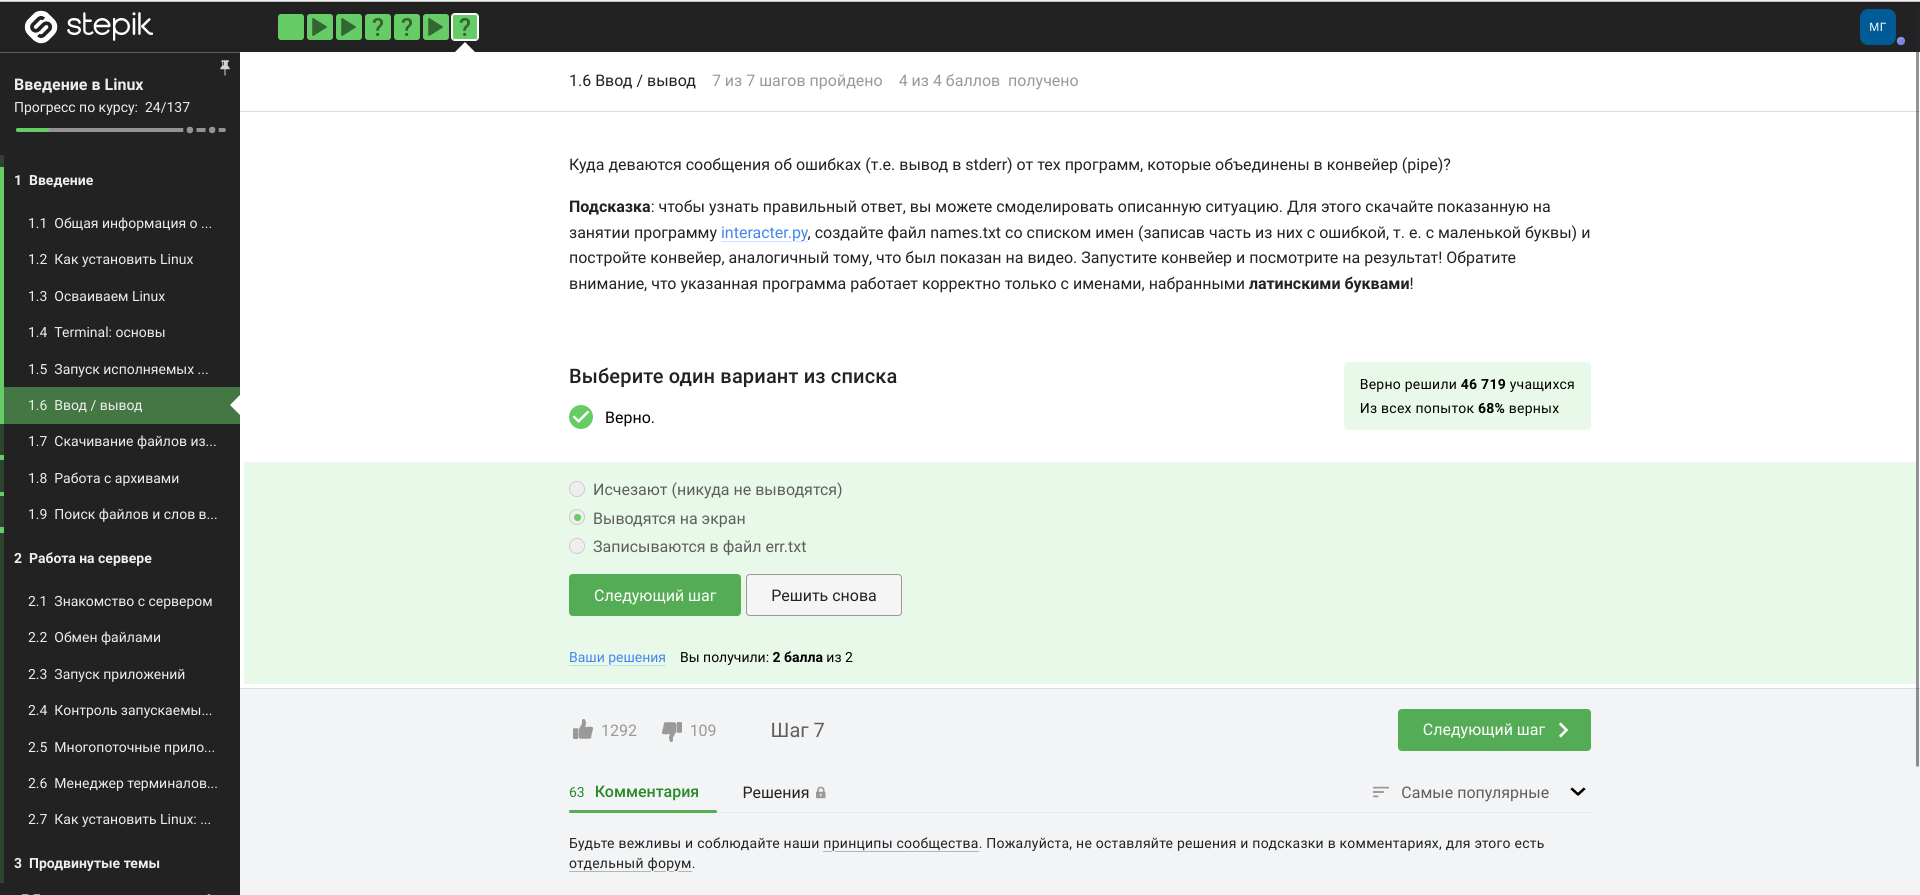 stepik
? ? ?
МГ
Введение в Linux
Прогресс по курсу: 24/137
1 Введение
1.1 Общая информация о ...
1.2 Как установить Linux
1.3 Осваиваем Linux
1.4 Terminal: основы
1.5 Запуск исполняемых ...
1.6 Ввод / вывод
1.7 Скачивание файлов из...
1.8 Работа с архивами
1.9 Поиск файлов и слов в...
2 Работа на сервере
2.1 Знакомство с сервером
2.2 Обмен файлами
2.3 Запуск приложений
2.4 Контроль запускаемы...
2.5 Многопоточные прило...
2.6 Менеджер терминалов...
2.7 Как установить Linux: ...
3 Продвинутые темы
1.6 Ввод / вывод 7 из 7 шагов пройдено 4 из 4 баллов получено
Куда деваются сообщения об ошибках (т.е. вывод в stderr) от тех программ, которые объединены в конвейер (pipe)?
Подсказка: чтобы узнать правильный ответ, вы можете смоделировать описанную ситуацию. Для этого скачайте показанную на
занятии программу interacter.py, создайте файл names.txt со списком имен (записав часть из них с ошибкой, т. е. с маленькой буквы) и
постройте конвейер, аналогичный тому, что был показан на видео. Запустите конвейер и посмотрите на результат! Обратите
внимание, что указанная программа работает корректно только с именами, набранными латинскими буквами!
Выберите один вариант из списка
Верно.
Верно решили 46 719 учащихся
Из всех попыток 68% верных
Исчезают (никуда не выводятся)
Выводятся на экран
Записываются в файл err.txt
Следующий шаг Решить снова
Ваши решения Вы получили: 2 балла из 2
1292 109 Шаг 7 Следующий шаг
63 Комментария Решения Самые популярные
Будьте вежливы и соблюдайте наши принципы сообщества. Пожалуйста, не оставляйте решения и подсказки в комментариях, для этого есть
отдельный форум.